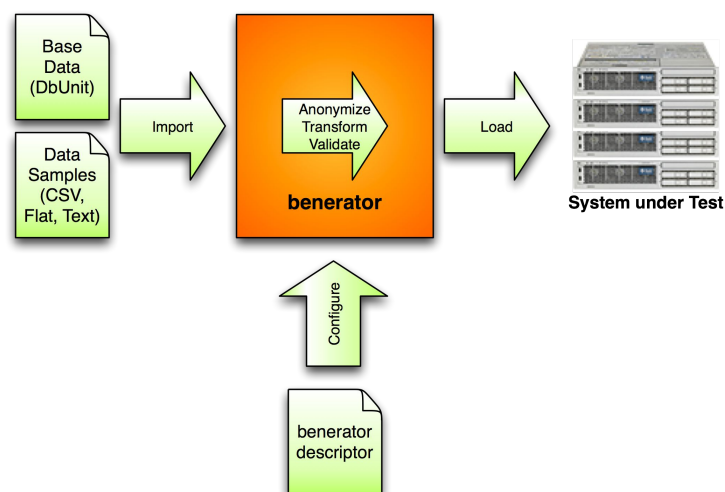 Base
Data
(DbUnit)
Data
Samples
(CSV,
Flat, Text)
Import
Anonymize
Transform
Validate
benerator
Load
System under Test
Configure
benerator
descriptor